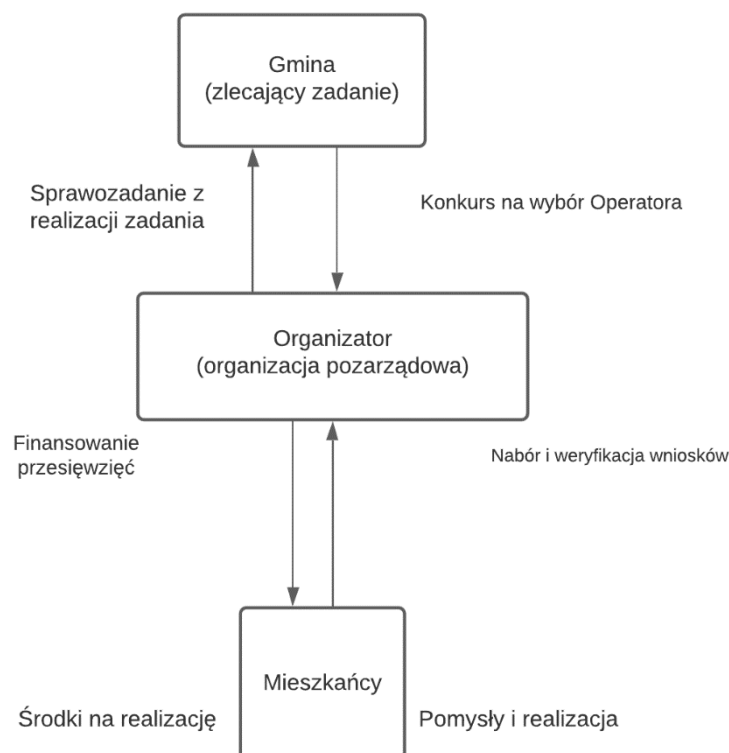 Gmina
(zlecający zadanie)
Sprawozadanie z
realizacji zadania
Konkurs na wybór Operatora
Organizator
(organizacja pozarządowa)
Finansowanie
przesięwzięć
Nabór i weryfikacja wniosków
Mieszkańcy
Środki na realizację
Pomysły i realizacja